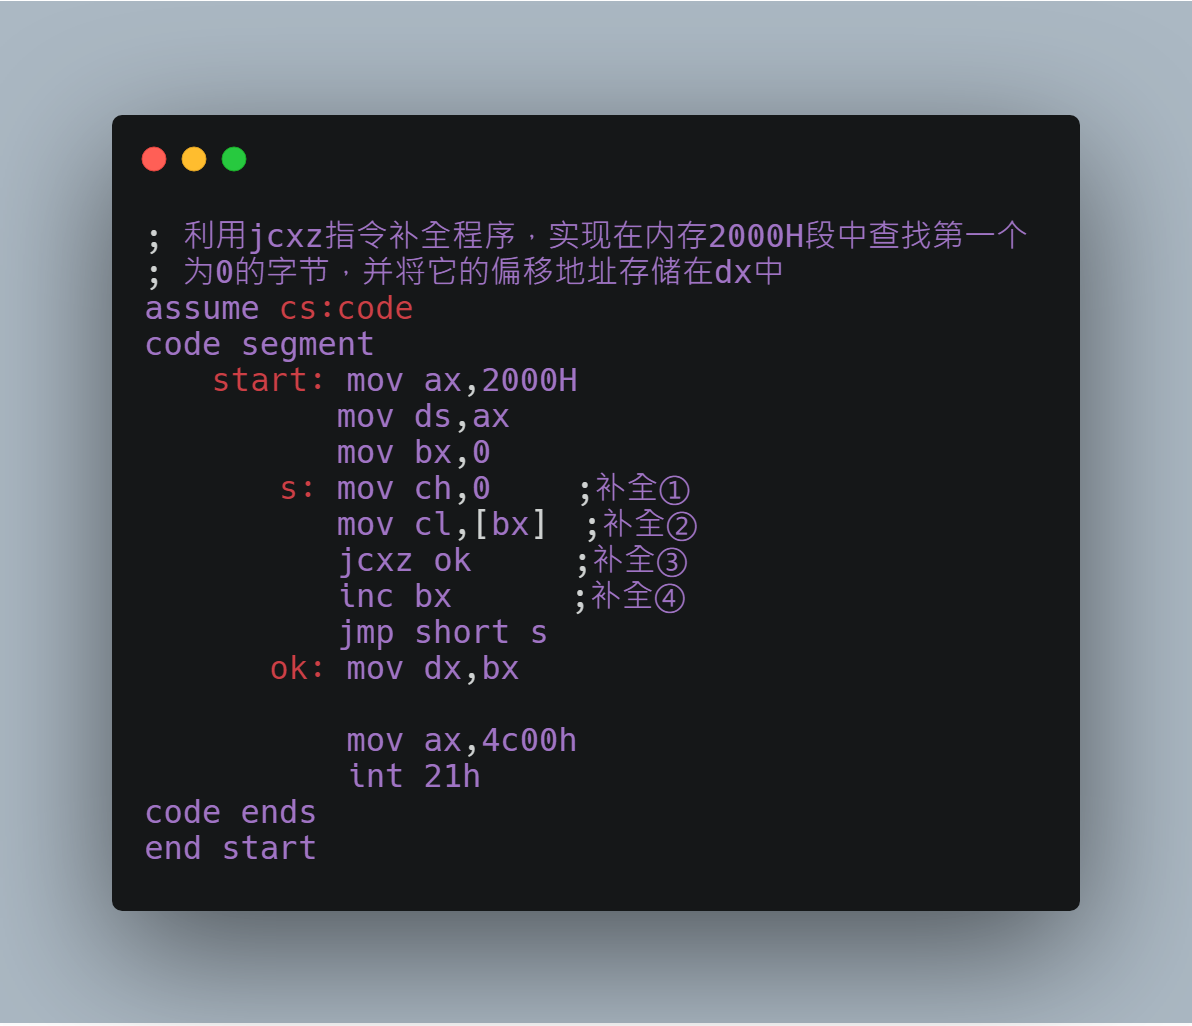 ; 利用jcxz指令补全程序，实现在内存2000H段中查找第一个
; 为0的字节，并将它的偏移地址存储在dx中
assume cs:code
code segment
    start: mov ax,2000H
           mov ds,ax
           mov bx,0
        s: mov ch,0     ;补全①
           mov cl,[bx]  ;补全②
           jcxz ok      ;补全③
           inc bx       ;补全④
           jmp short s
       ok: mov dx,bx
           mov ax,4c00h
           int 21h
code ends
end start